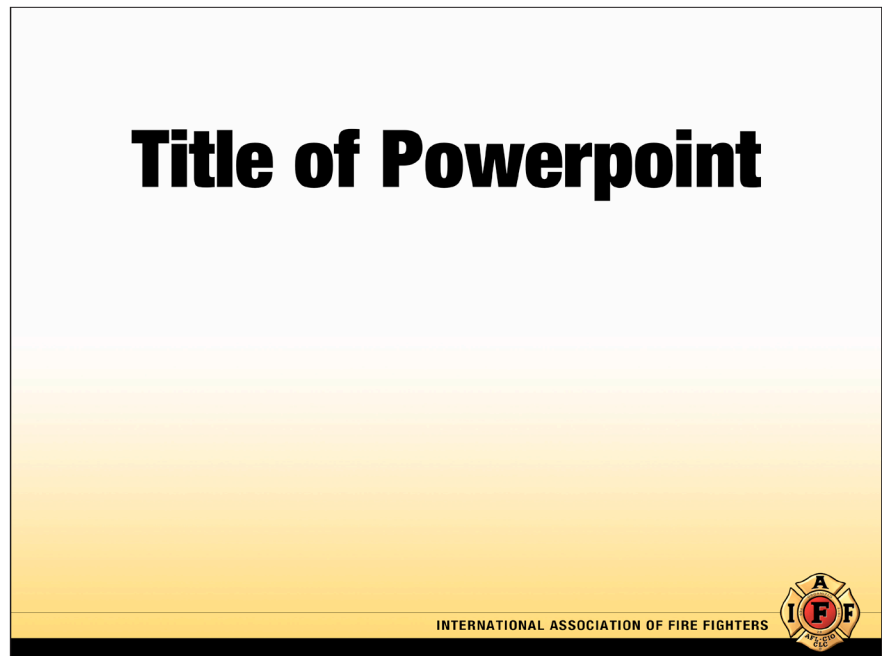 Title of Powerpoint
INTERNATIONAL ASSOCIATION OF FIRE FIGHTERS
A
I F F
AFL-CIO
CLC